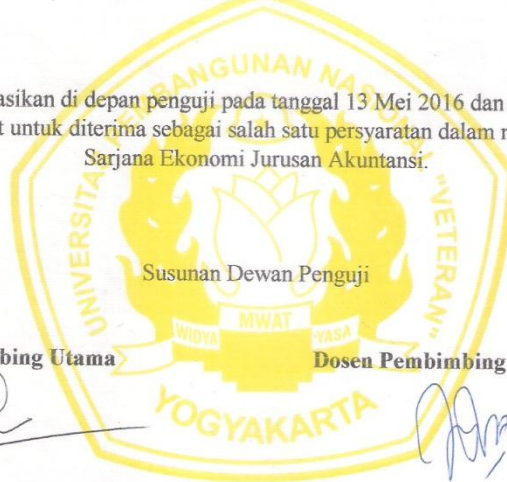 asikan di depan penguji pada tanggal 13 Mei 2016 dan
t untuk diterima sebagai salah satu persyaratan dalam
Sarjana Ekonomi Jurusan Akuntansi.
UNIVERSITAS PEMBANGUNAN NASIONAL "VETERAN"
Susunan Dewan Penguji
WIDYA MWAT YASA
bing Utama Dosen Pembimbing
YOGYAKARTA